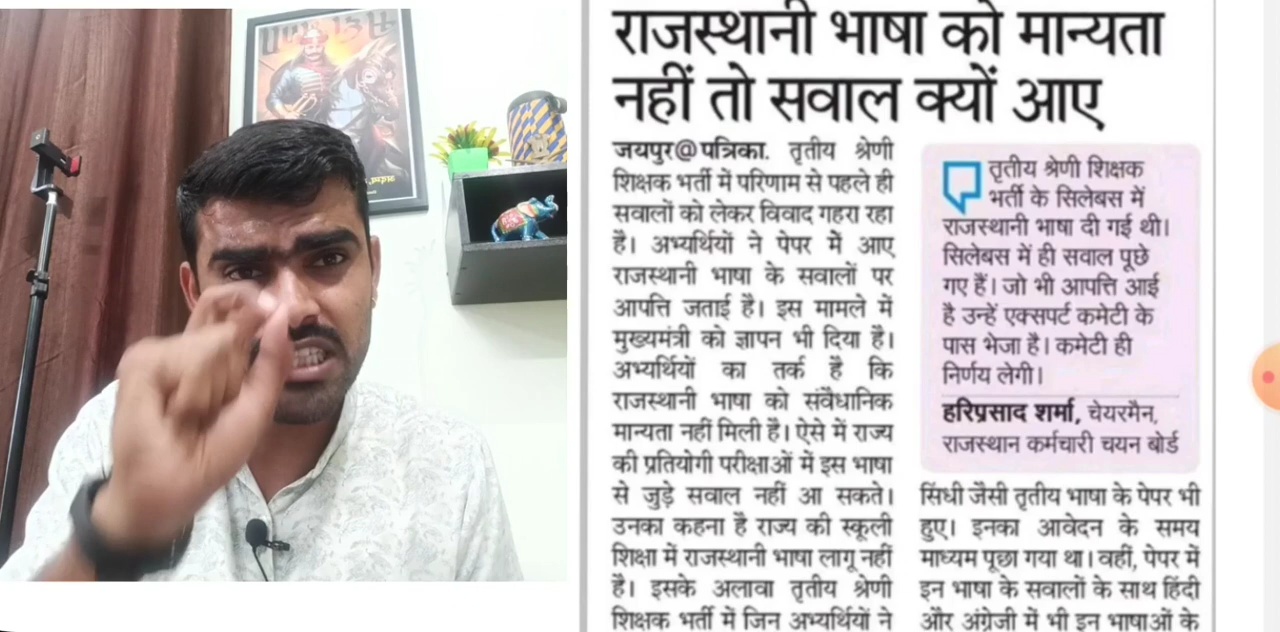 राजस्थानी भाषा को मान्यता
नहीं तो सवाल क्यों आए
जयपुर@पत्रिका. तृतीय श्रेणी
शिक्षक भर्ती में परिणाम से पहले ही
सवालों को लेकर विवाद गहरा रहा
है। अभ्यर्थियों ने पेपर में आए
राजस्थानी भाषा के सवालों पर
आपत्ति जताई है। इस मामले में
मुख्यमंत्री को ज्ञापन भी दिया है।
अभ्यर्थियों का तर्क है कि
राजस्थानी भाषा को संवैधानिक
मान्यता नहीं मिली है। ऐसे में राज्य
की प्रतियोगी परीक्षाओं में इस भाषा
से जुड़े सवाल नहीं आ सकते।
उनका कहना है राज्य की स्कूली
शिक्षा में राजस्थानी भाषा लागू नहीं
है। इसके अलावा तृतीय श्रेणी
शिक्षक भर्ती में जिन अभ्यर्थियों ने
तृतीय श्रेणी शिक्षक
भर्ती के सिलेबस में
राजस्थानी भाषा दी गई थी।
सिलेबस में ही सवाल पूछे
गए हैं। जो भी आपत्ति आई
है उन्हें एक्सपर्ट कमेटी के
पास भेजा है। कमेटी ही
निर्णय लेगी।
हरिप्रसाद शर्मा, चेयरमैन,
राजस्थान कर्मचारी चयन बोर्ड
सिंधी जैसी तृतीय भाषा के पेपर भी
हुए। इनका आवेदन के समय
माध्यम पूछा गया था। वहीं, पेपर में
इन भाषा के सवालों के साथ हिंदी
और अंग्रेजी में भी इन भाषाओं के